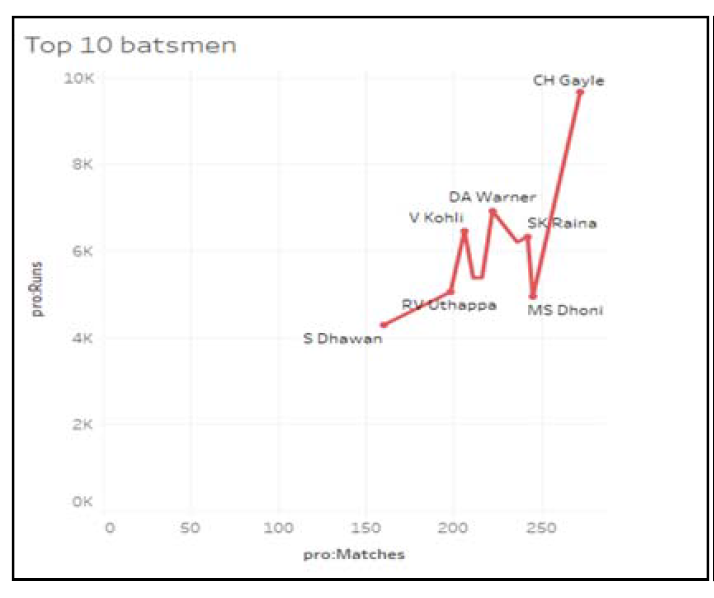 Top 10 batsmen
10K
CH Gayle
8K
DA Warner
V Kohli
SK Raina
6K
pro:Runs
RV Uthappa
MS Dhoni
4K
S Dhawan
2K
0K
0 50 100 150 200 250
pro:Matches